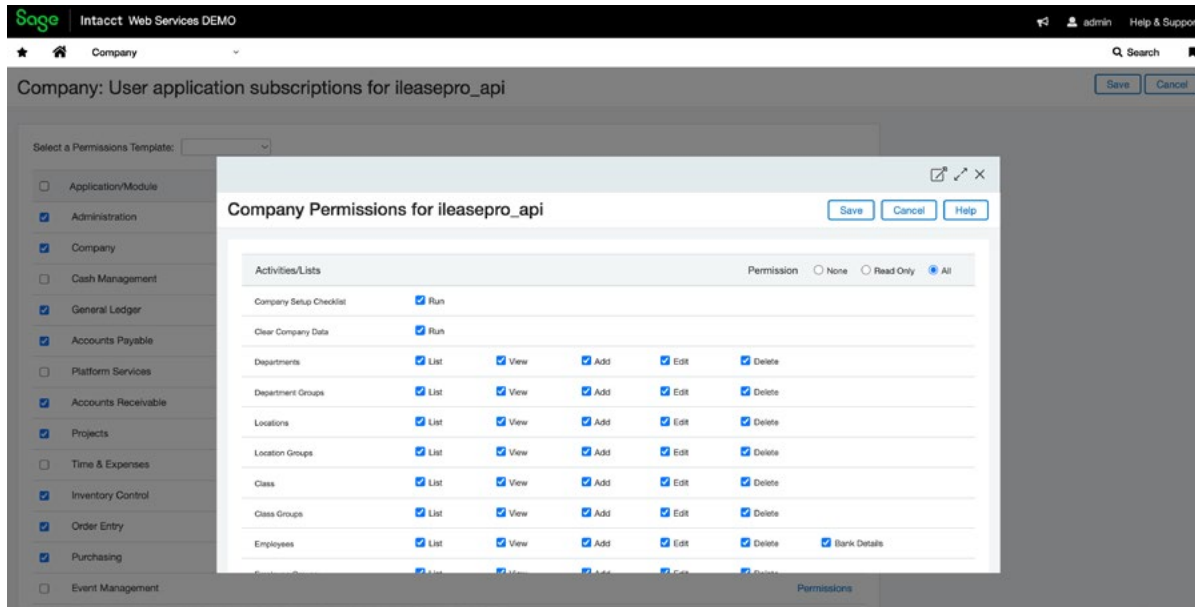 Sage Intacct Web Services DEMO admin Help & Suppor
Company Search
Company: User application subscriptions for ileasepro_api Save Cancel
Select a Permissions Template:
Application/Module
Administration
Company
Cash Management
General Ledger
Accounts Payable
Platform Services
Accounts Receivable
Projects
Time & Expenses
Inventory Control
Order Entry
Purchasing
Event Management Permissions
Company Permissions for ileasepro_api Save Cancel Help
Activities/Lists Permission None Read Only All
Company Setup Checklist Run
Clear Company Data Run
Departments List View Add Edit Delete
Department Groups List View Add Edit Delete
Locations List View Add Edit Delete
Location Groups List View Add Edit Delete
Class List View Add Edit Delete
Class Groups List View Add Edit Delete
Employees List View Add Edit Delete Bank Details